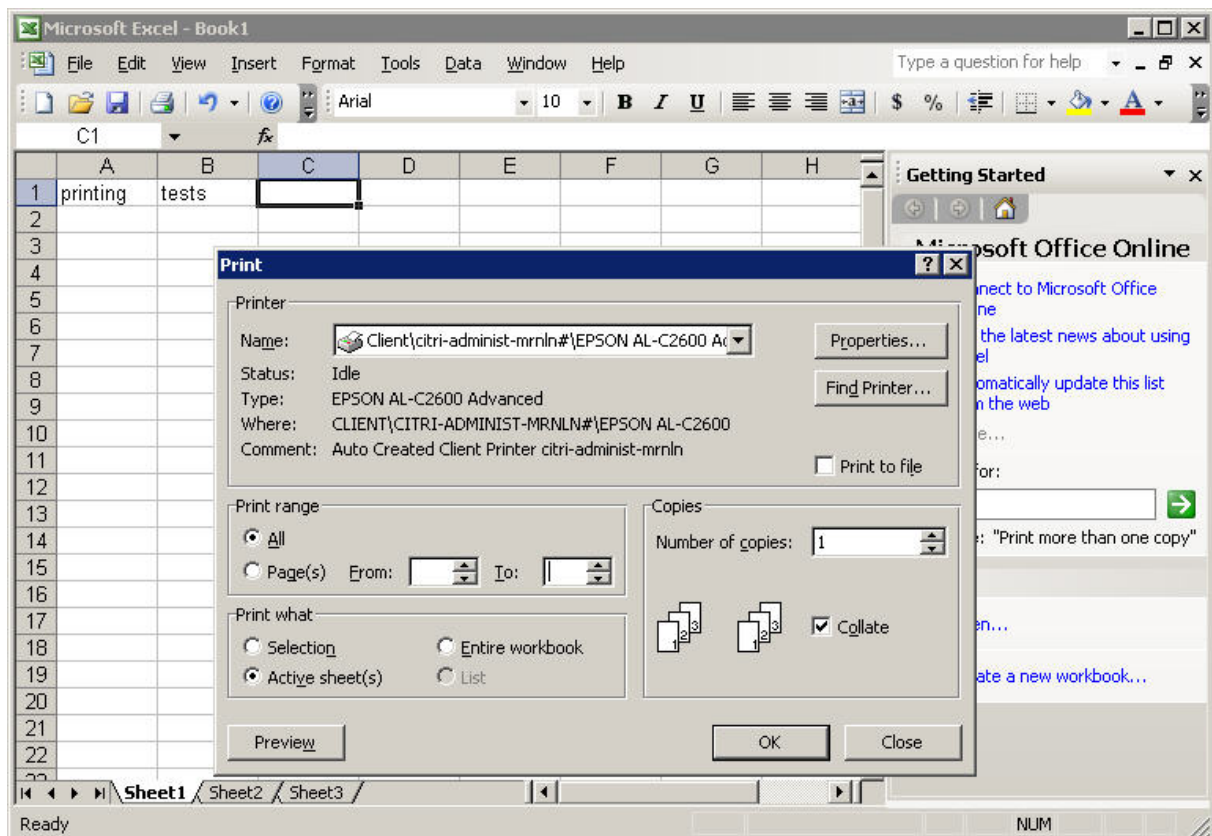 Microsoft Excel - Book1
File Edit View Insert Format Tools Data Window Help Type a question for help
Arial 10 B I U $ % A
C1 fx
A B C D E F G H
Getting Started
1 printing tests
2
3
Microsoft Office Online
Print
4
Printer
5
nect to Microsoft Office
ne
Name: Client\citri-administ-mrnln#\EPSON AL-C2600 Ad
Properties...
6
the latest news about using
el
7
Status: Idle
8
Find Printer...
omatically update this list
m the web
Type: EPSON AL-C2600 Advanced
9
Where: CLIENT\CITRI-ADMINIST-MRNLN#\EPSON AL-C2600
10
e...
Comment: Auto Created Client Printer citri-administ-mrnln
11
Print to file
for:
12
Print range
Copies
13
All
14
Number of copies: 1
e: "Print more than one copy"
15
Page(s) From: To:
16
Print what
17
1 2 3 1 2 3
Collate
en...
18
Selection Entire workbook
19
Active sheet(s) List
ate a new workbook...
20
21
Preview OK Close
22
23
Sheet1 Sheet2 Sheet3
Ready NUM